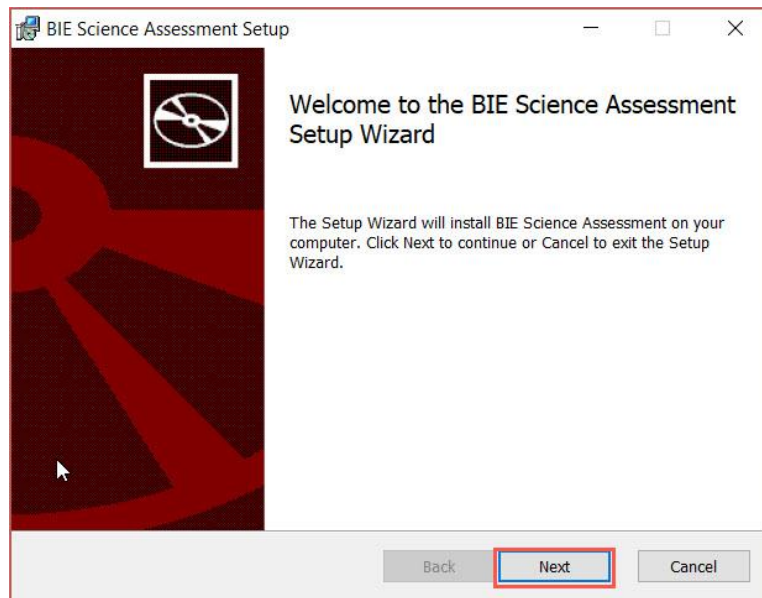 BIE Science Assessment Setup
Welcome to the BIE Science Assessment
Setup Wizard
The Setup Wizard will install BIE Science Assessment on your
computer. Click Next to continue or Cancel to exit the Setup
Wizard.
Back Next Cancel